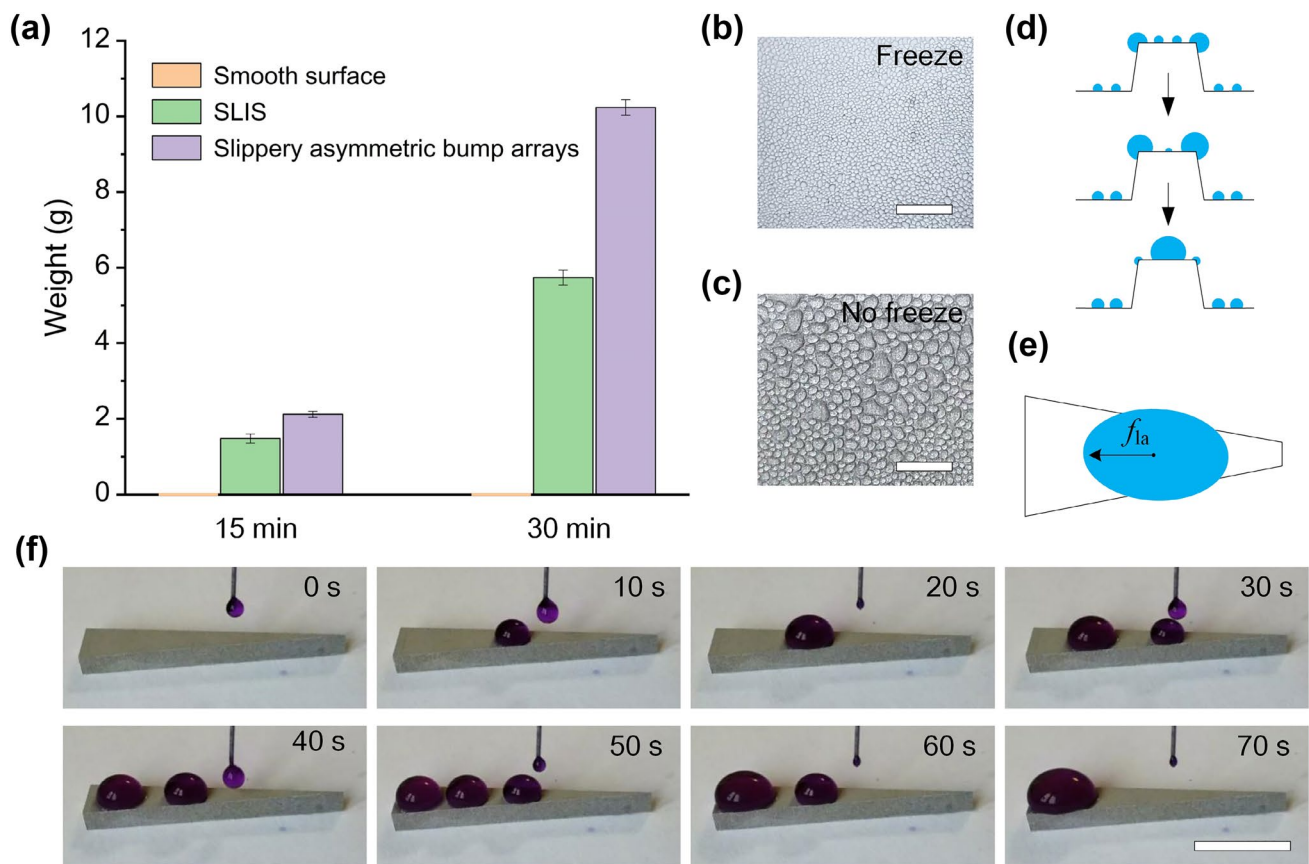 (a)
12
10
8
6
4
2
0
Weight (g)
Smooth surface
SLIS
Slippery asymmetric bump arrays
15 min
30 min
(b)
Freeze
(c)
No freeze
(d)
(e)
fla
(f)
0 s
10 s
20 s
30 s
40 s
50 s
60 s
70 s